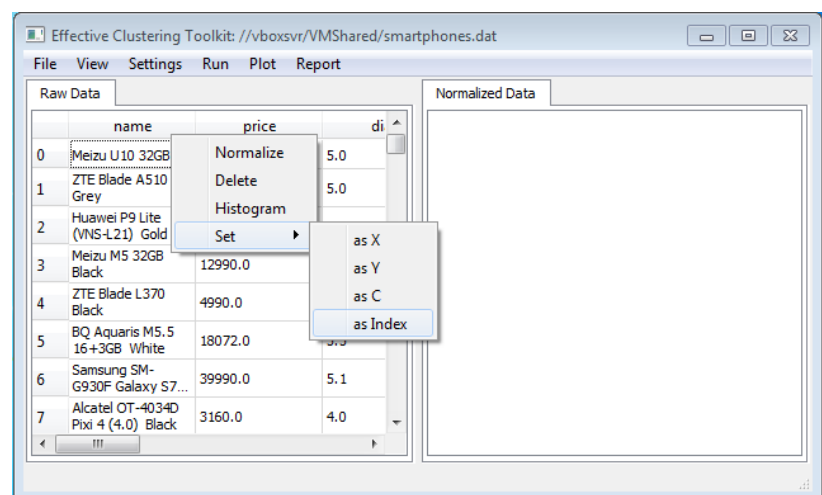 Effective Clustering Toolkit: //vboxsvr/VMShared/smartphones.dat
File View Settings Run Plot Report
Raw Data
Normalized Data
name price di
0 Meizu U10 32GB 5.0
1 ZTE Blade A510 Grey 5.0
2 Huawei P9 Lite (VNS-L21) Gold
3 Meizu M5 32GB Black 12990.0
4 ZTE Blade L370 Black 4990.0
5 BQ Aquaris M5.5 16+3GB White 18072.0
6 Samsung SM-G930F Galaxy S7... 39990.0 5.1
7 Alcatel OT-4034D Pixi 4 (4.0) Black 3160.0 4.0
Normalize
Delete
Histogram
Set
as X
as Y
as C
as Index